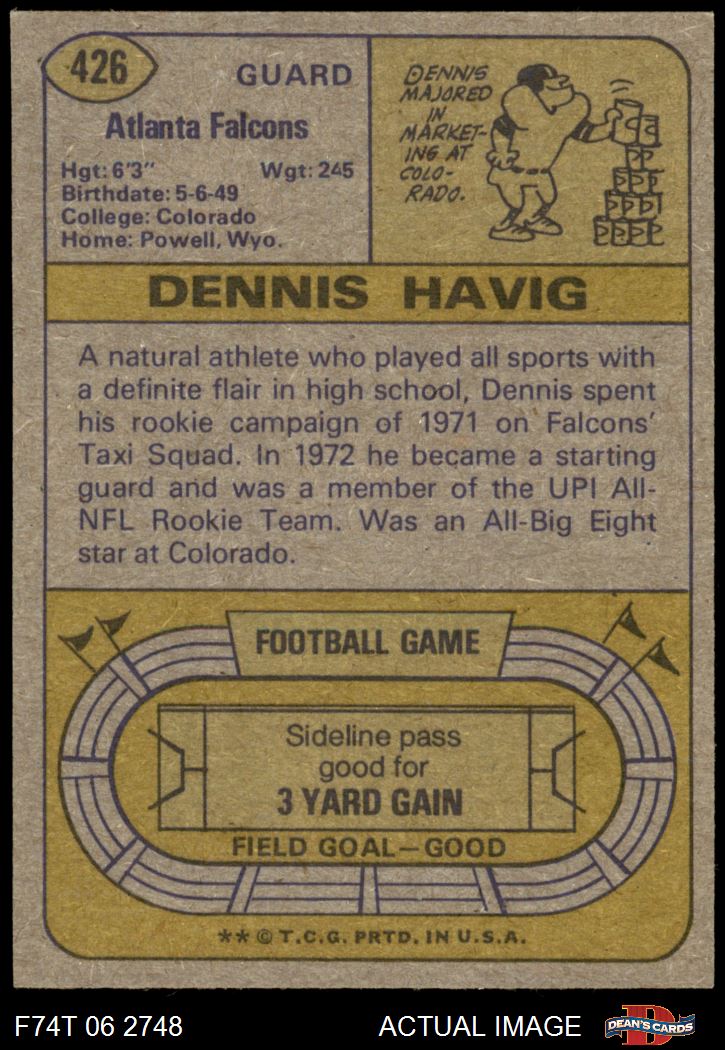 426
GUARD
Atlanta Falcons
Hgt: 6'3" Wgt: 245
Birthdate: 5-6-49
College: Colorado
Home: Powell, Wyo.
DENNIS
MAJORED
IN
MARKET-
ING AT
COLO-
RADO.
DENNIS HAVIG
A natural athlete who played all sports with
a definite flair in high school, Dennis spent
his rookie campaign of 1971 on Falcons'
Taxi Squad. In 1972 he became a starting
guard and was a member of the UPI All-
NFL Rookie Team. Was an All-Big Eight
star at Colorado.
FOOTBALL GAME
Sideline pass
good for
3 YARD GAIN
FIELD GOAL—GOOD
** © T.C.G. PRTD. IN U.S.A.
F74T 06 2748 ACTUAL IMAGE
D
DEAN'S CARDS